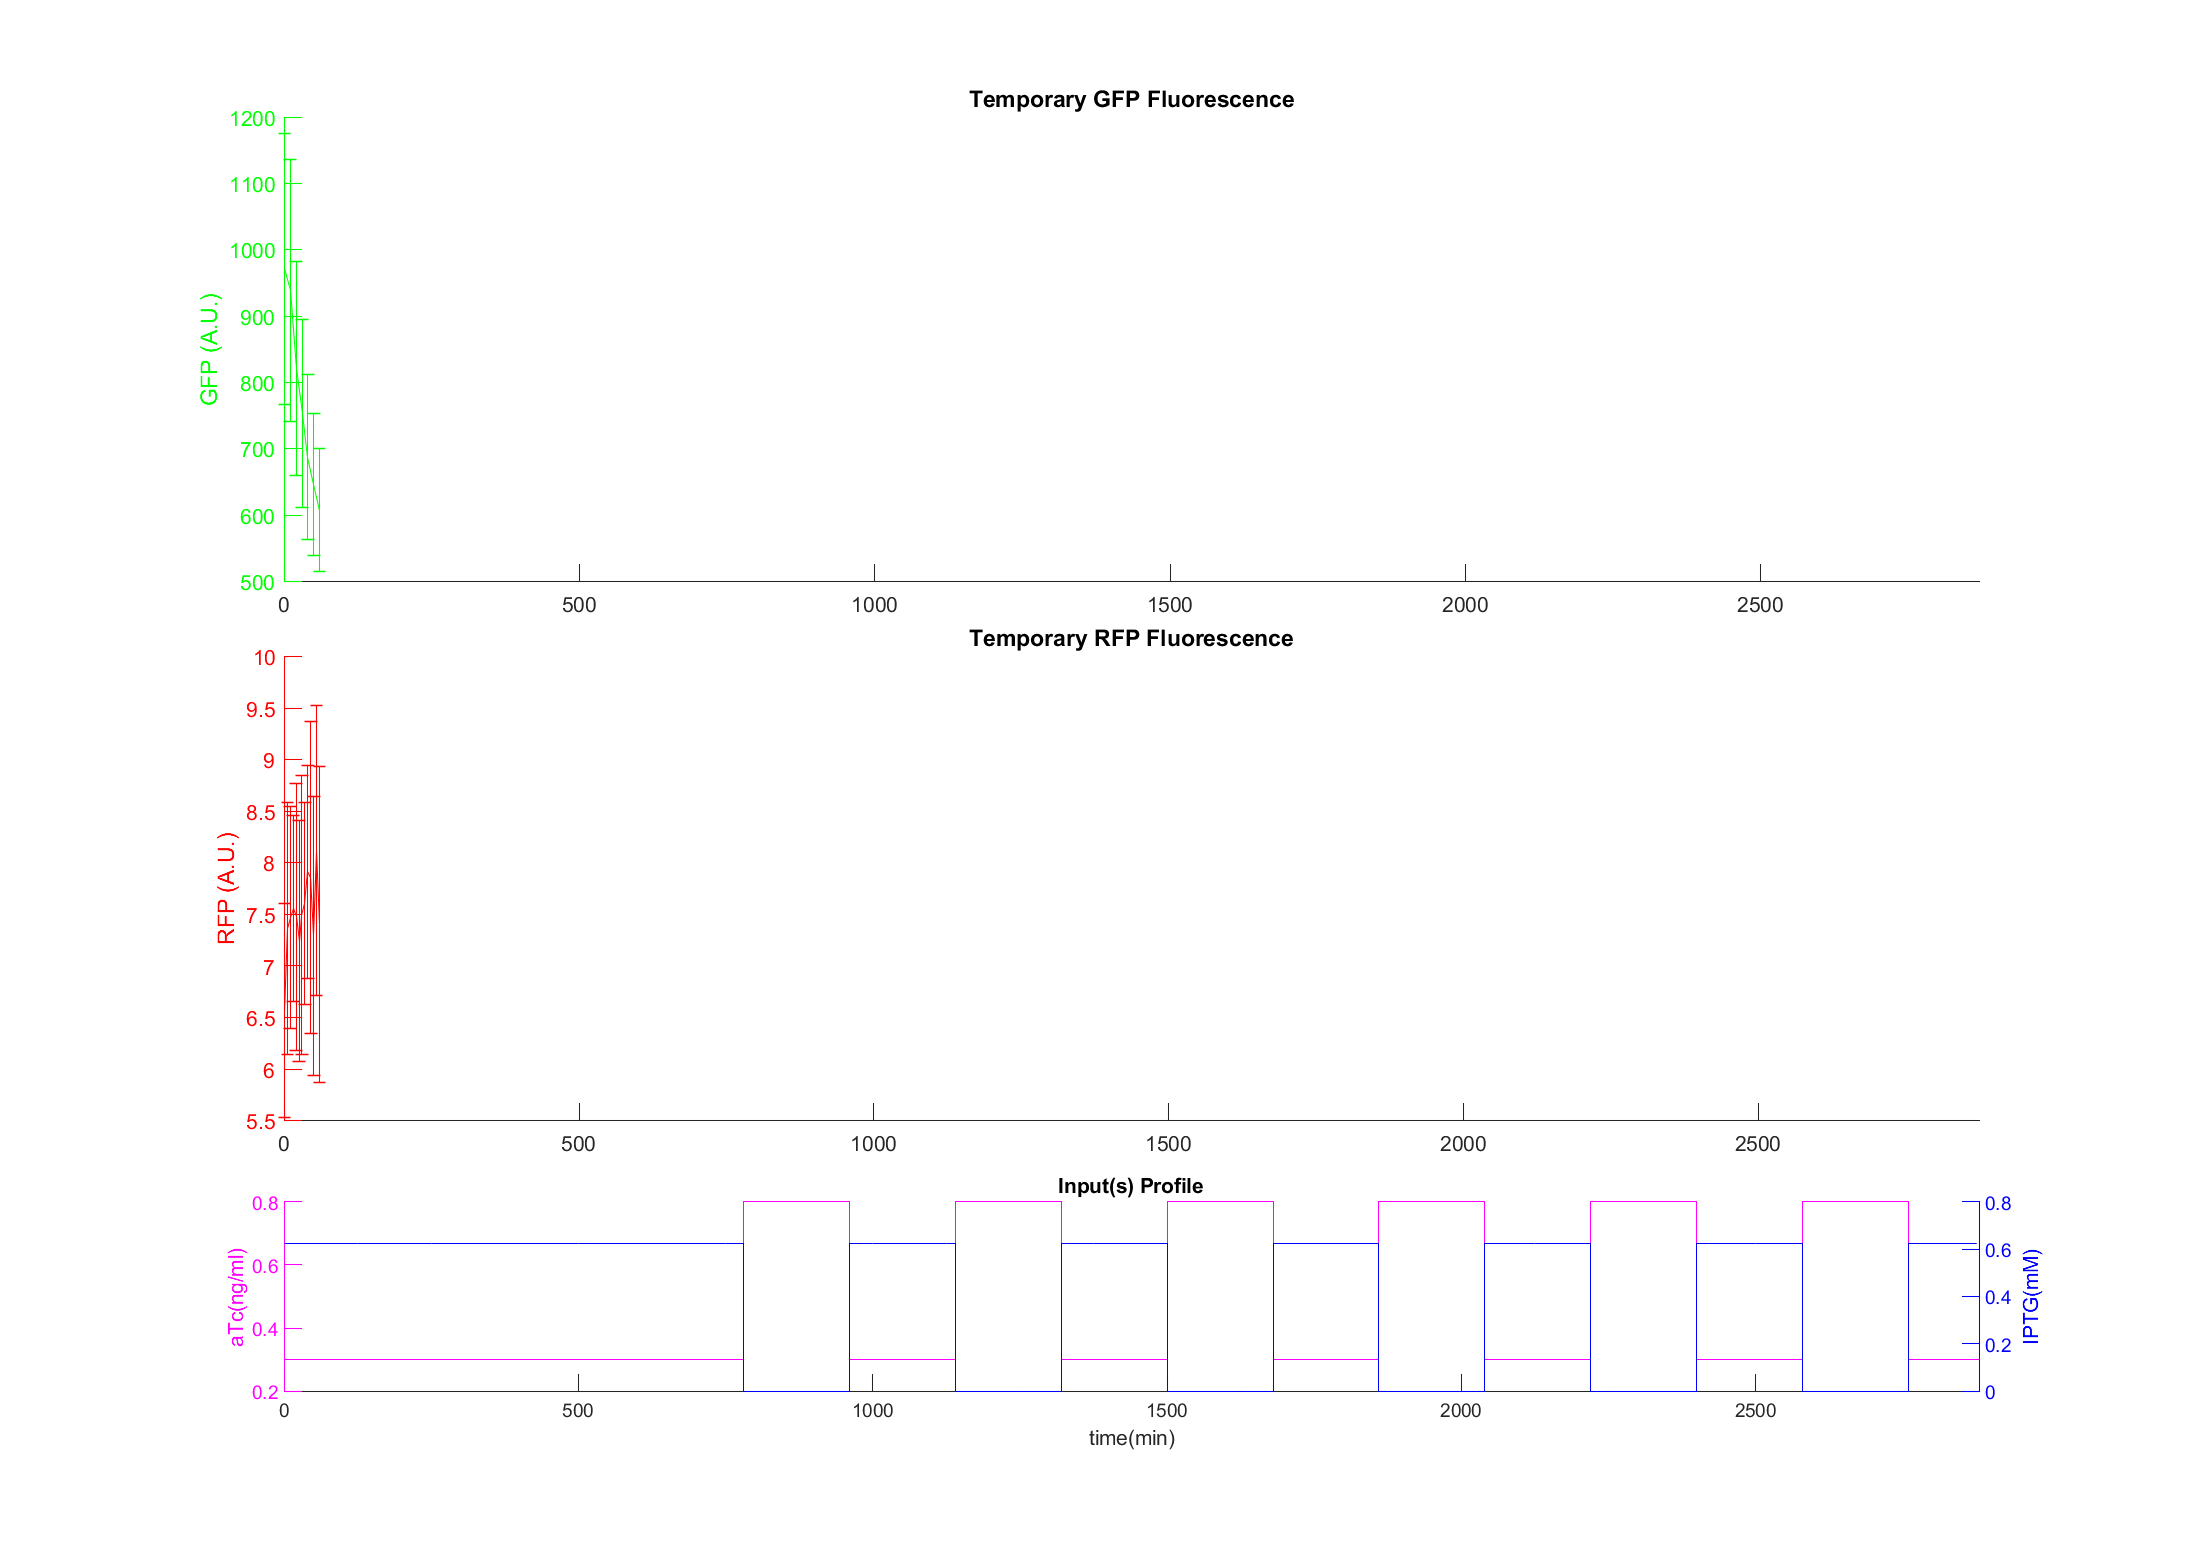 Temporary GFP Fluorescence
1200
1100
1000
900
800
700
600
500
GFP (A.U.)
0 500 1000 1500 2000 2500
Temporary RFP Fluorescence
10
9.5
9
8.5
8
7.5
7
6.5
6
5.5
RFP (A.U.)
0 500 1000 1500 2000 2500
Input(s) Profile
0.8
0.6
0.4
0.2
aTc(ng/ml)
0.8
0.6
0.4
0.2
0
IPTG(mM)
0 500 1000 1500 2000 2500
time(min)